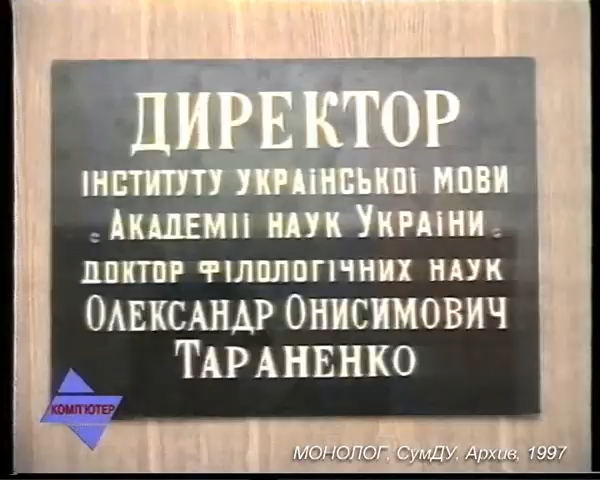 ДИРЕКТОР
ІНСТИТУТУ УКРАЇНСЬКОЇ МОВИ
АКАДЕМІЇ НАУК УКРАЇНИ
ДОКТОР ФІЛОЛОГІЧНИХ НАУК
ОЛЕКСАНДР ОНИСИМОВИЧ
ТАРАНЕНКО
КОМП'ЮТЕР
МОНОЛОГ, СумДУ. Архив, 1997